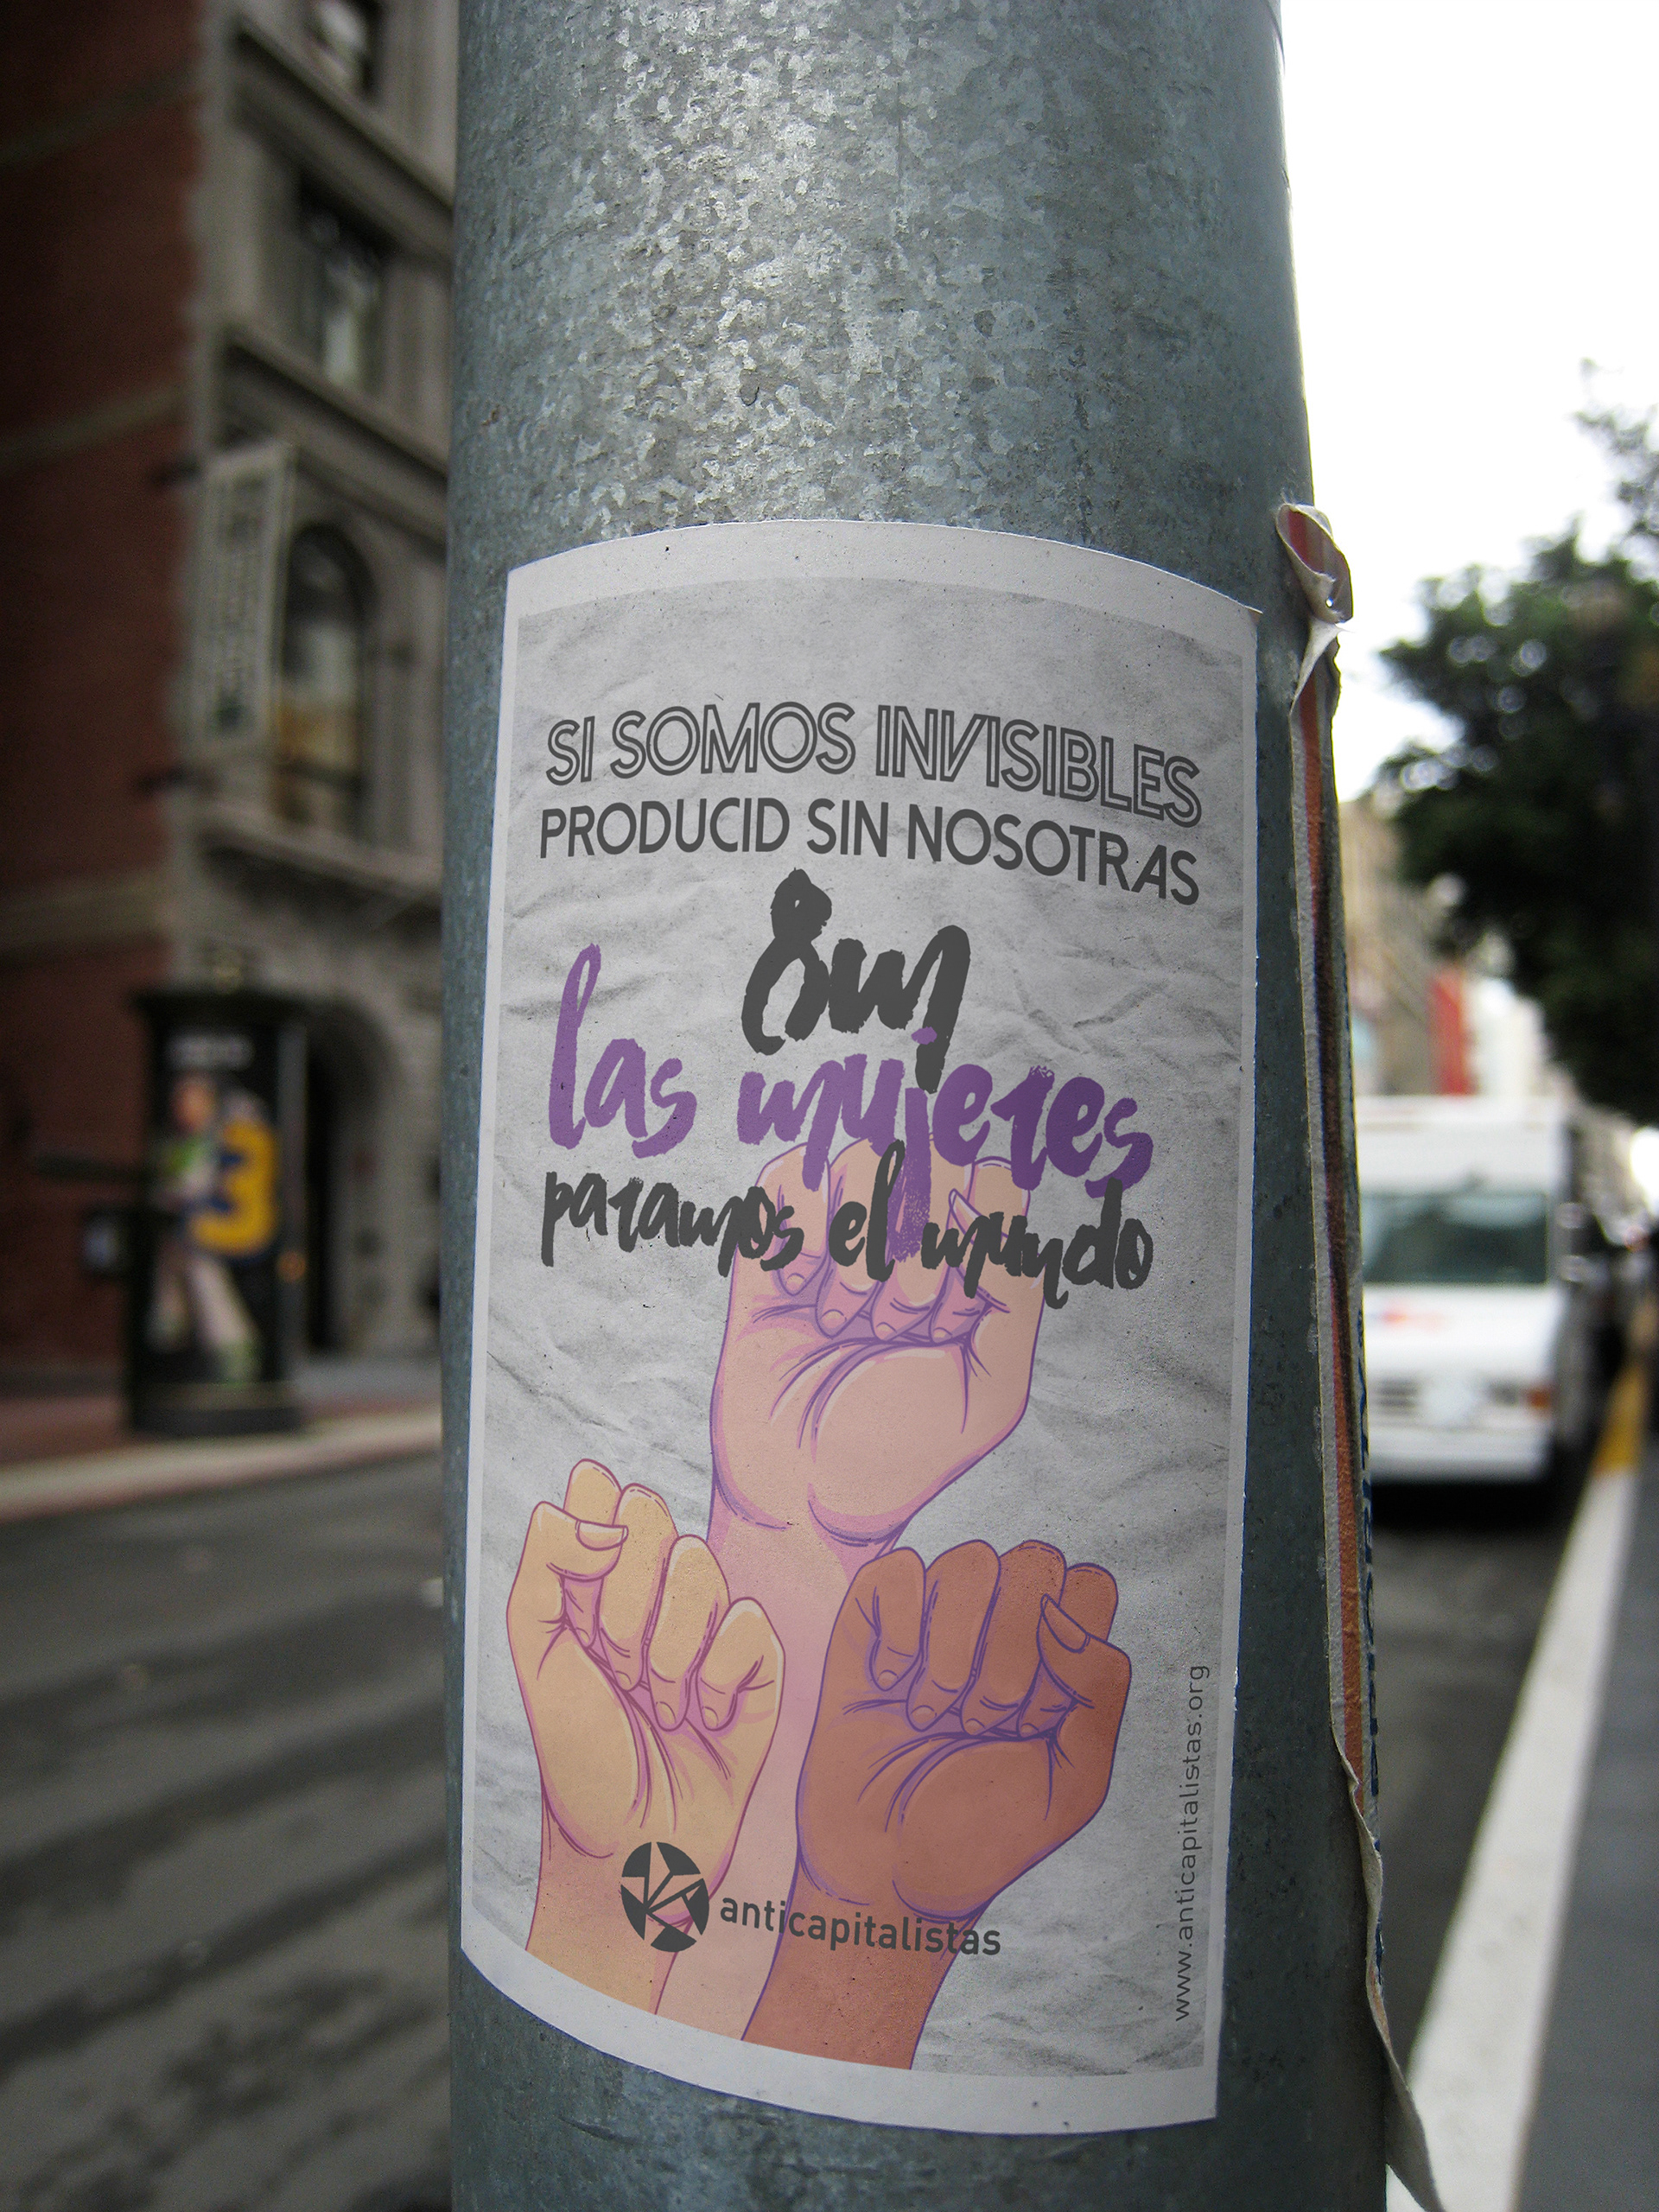 SI SOMOS INVISIBLES
PRODUCID SIN NOSOTRAS
8m
las mujeres
paramos el mundo
anticapitalistas
www.anticapitalistas.org